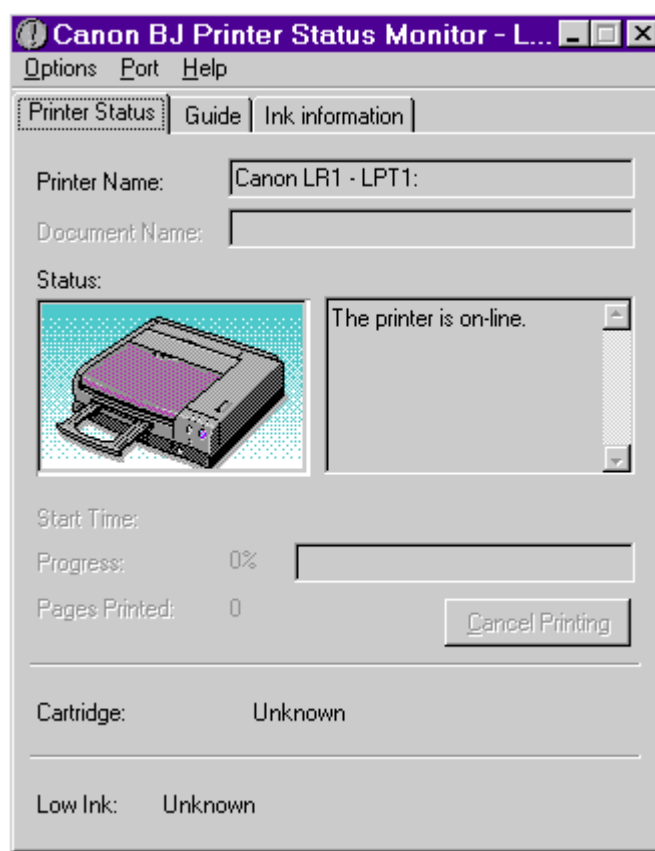 Canon BJ Printer Status Monitor - L...
Options Port Help
Printer Status Guide Ink information
Printer Name: Canon LR1 - LPT1:
Document Name:
Status:
The printer is on-line.
Start Time:
Progress: 0%
Pages Printed: 0
Cancel Printing
Cartridge: Unknown
Low Ink: Unknown